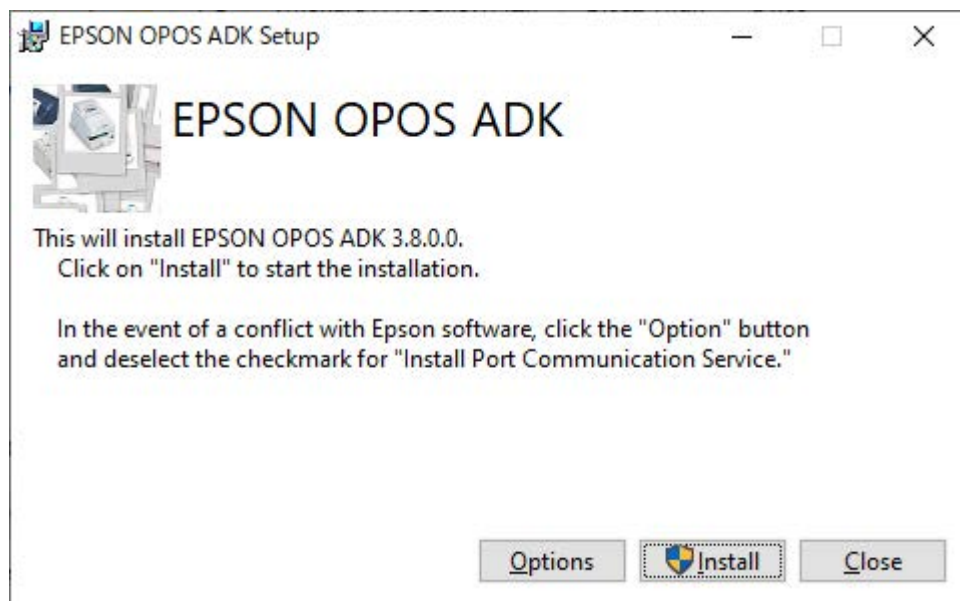 EPSON OPOS ADK Setup
EPSON OPOS ADK
This will install EPSON OPOS ADK 3.8.0.0.
Click on "Install" to start the installation.
In the event of a conflict with Epson software, click the "Option" button
and deselect the checkmark for "Install Port Communication Service."
Options
Install
Close